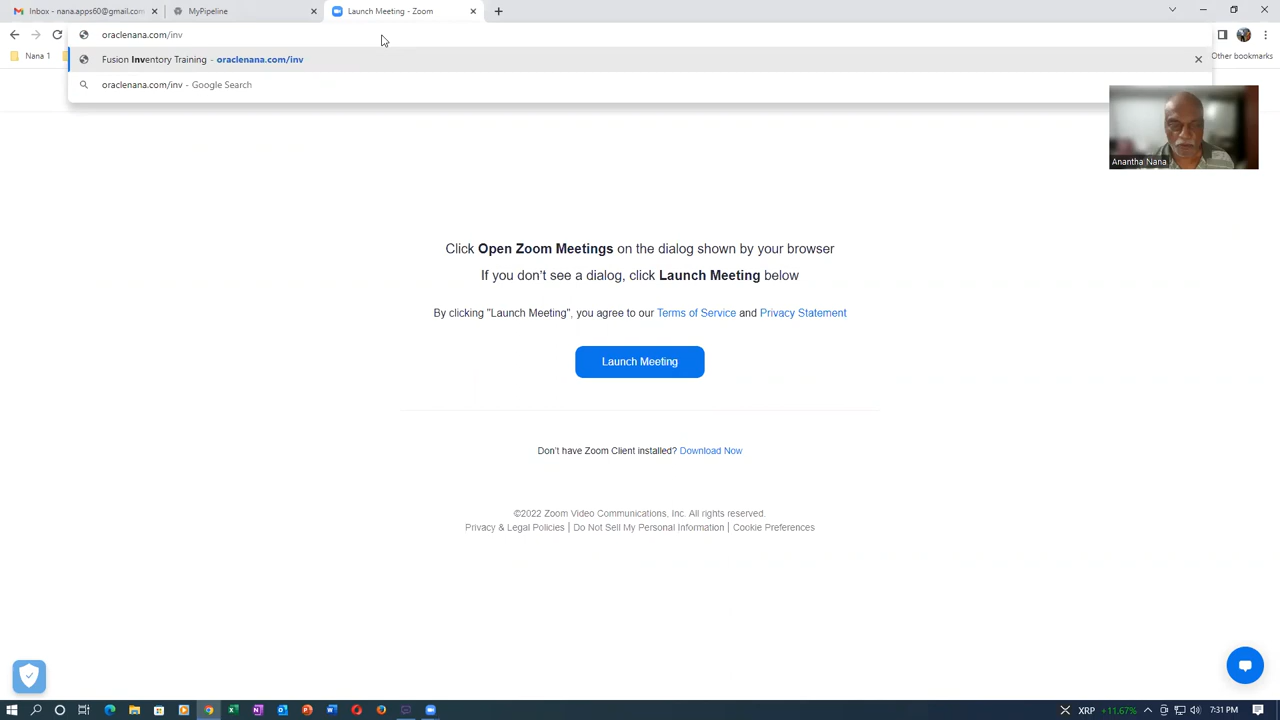 Inbox - nana.apps60@gmail.com
MyPipeline
Launch Meeting - Zoom
oraclenana.com/inv
Nana 1
Other bookmarks
Fusion Inventory Training - oraclenana.com/inv
oraclenana.com/inv - Google Search
Anantha Nana
Click Open Zoom Meetings on the dialog shown by your browser
If you don't see a dialog, click Launch Meeting below
By clicking "Launch Meeting", you agree to our Terms of Service and Privacy Statement
Launch Meeting
Don't have Zoom Client installed? Download Now
©2022 Zoom Video Communications, Inc. All rights reserved.
Privacy & Legal Policies | Do Not Sell My Personal Information | Cookie Preferences
XRP +11.67%
7:31 PM